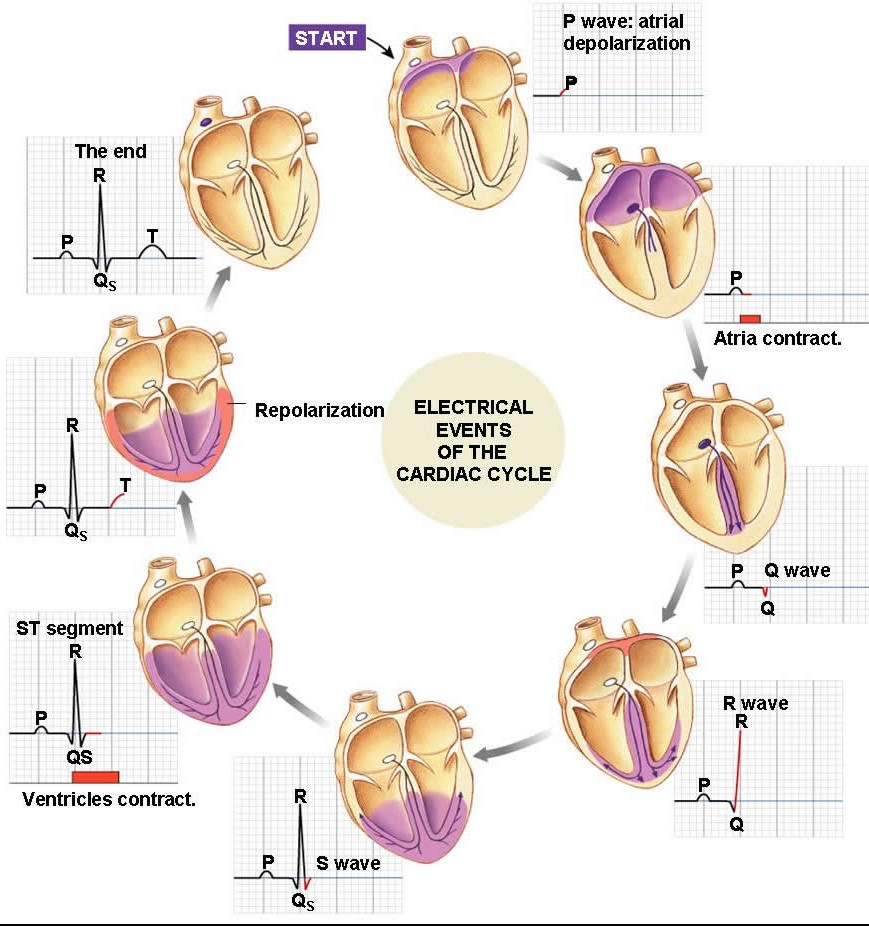 START
P wave: atrial
depolarization
P
P
Atria contract.
P
Q wave
Q
R wave
R
P
Q
R
P
S wave
QS
ST segment
R
P
QS
Ventricles contract.
Repolarization
R
P
T
QS
The end
R
P
T
QS
ELECTRICAL
EVENTS
OF THE
CARDIAC CYCLE